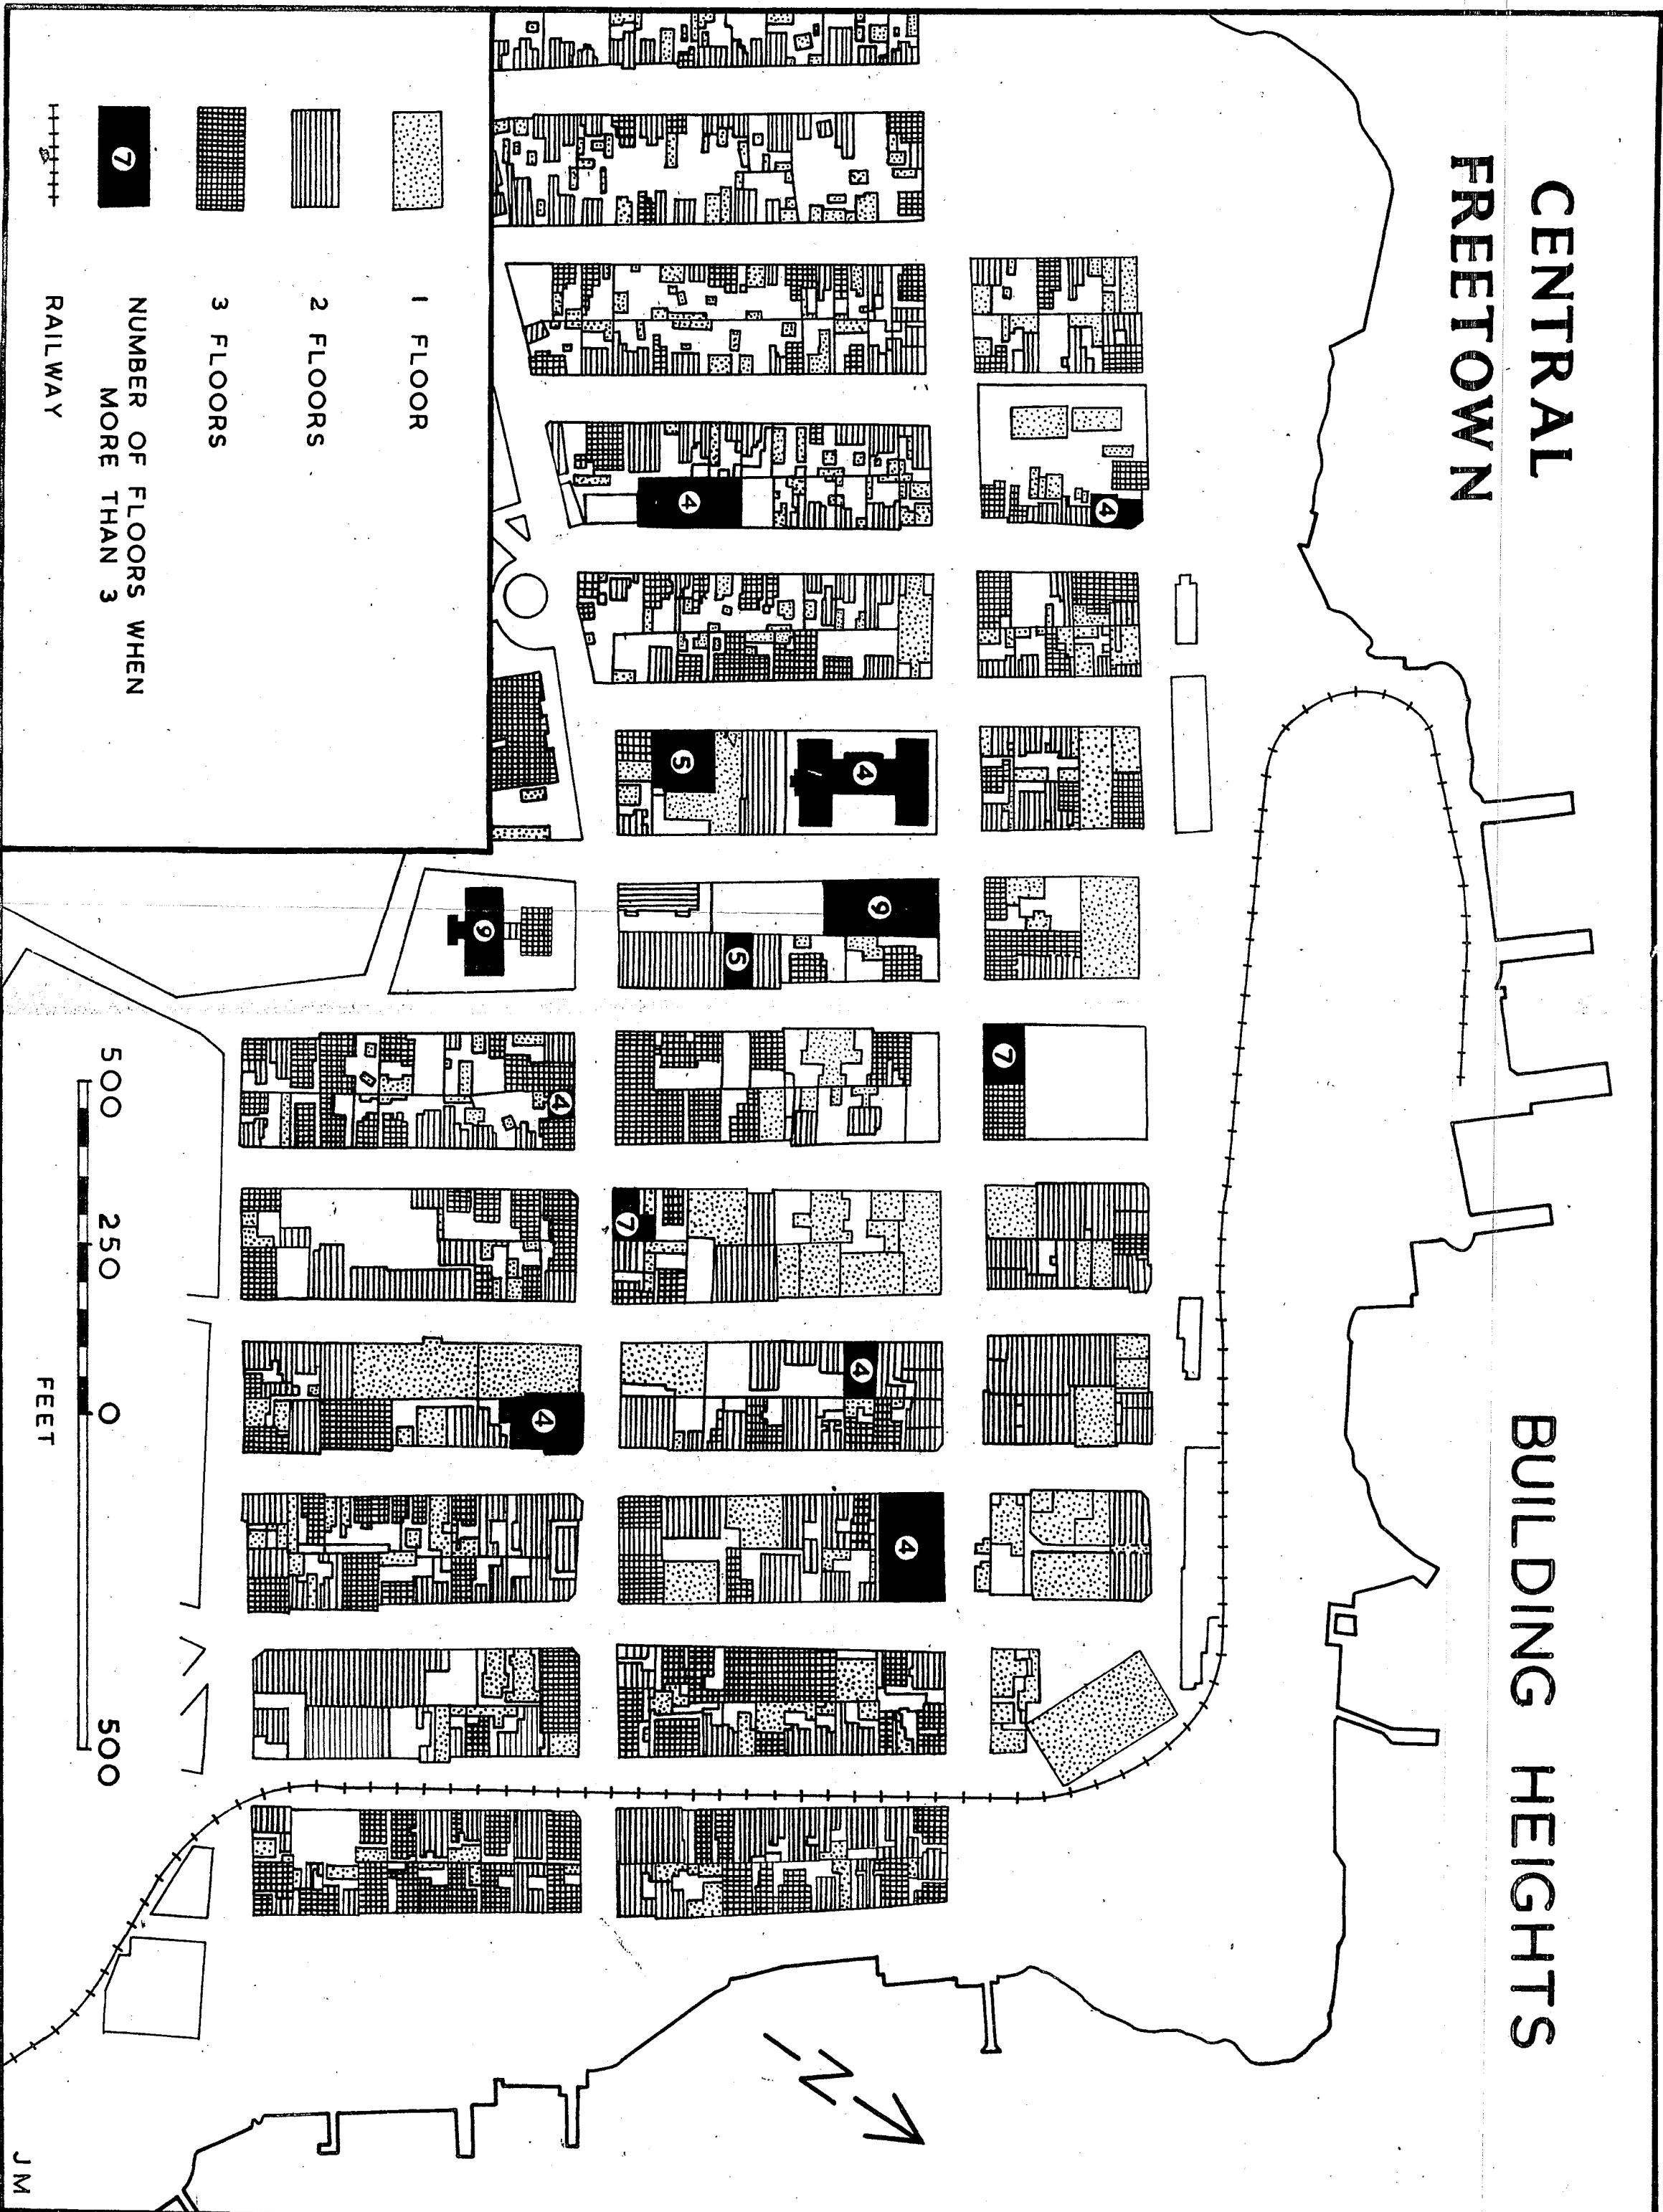 CENTRAL
FREETOWN
BUILDING HEIGHTS
4
7
4
9
4
4
5
4
5
7
4
4
9
1 FLOOR
2 FLOORS
3 FLOORS
7
NUMBER OF FLOORS WHEN
MORE THAN 3
RAILWAY
500 250 0 500
FEET
N
J M